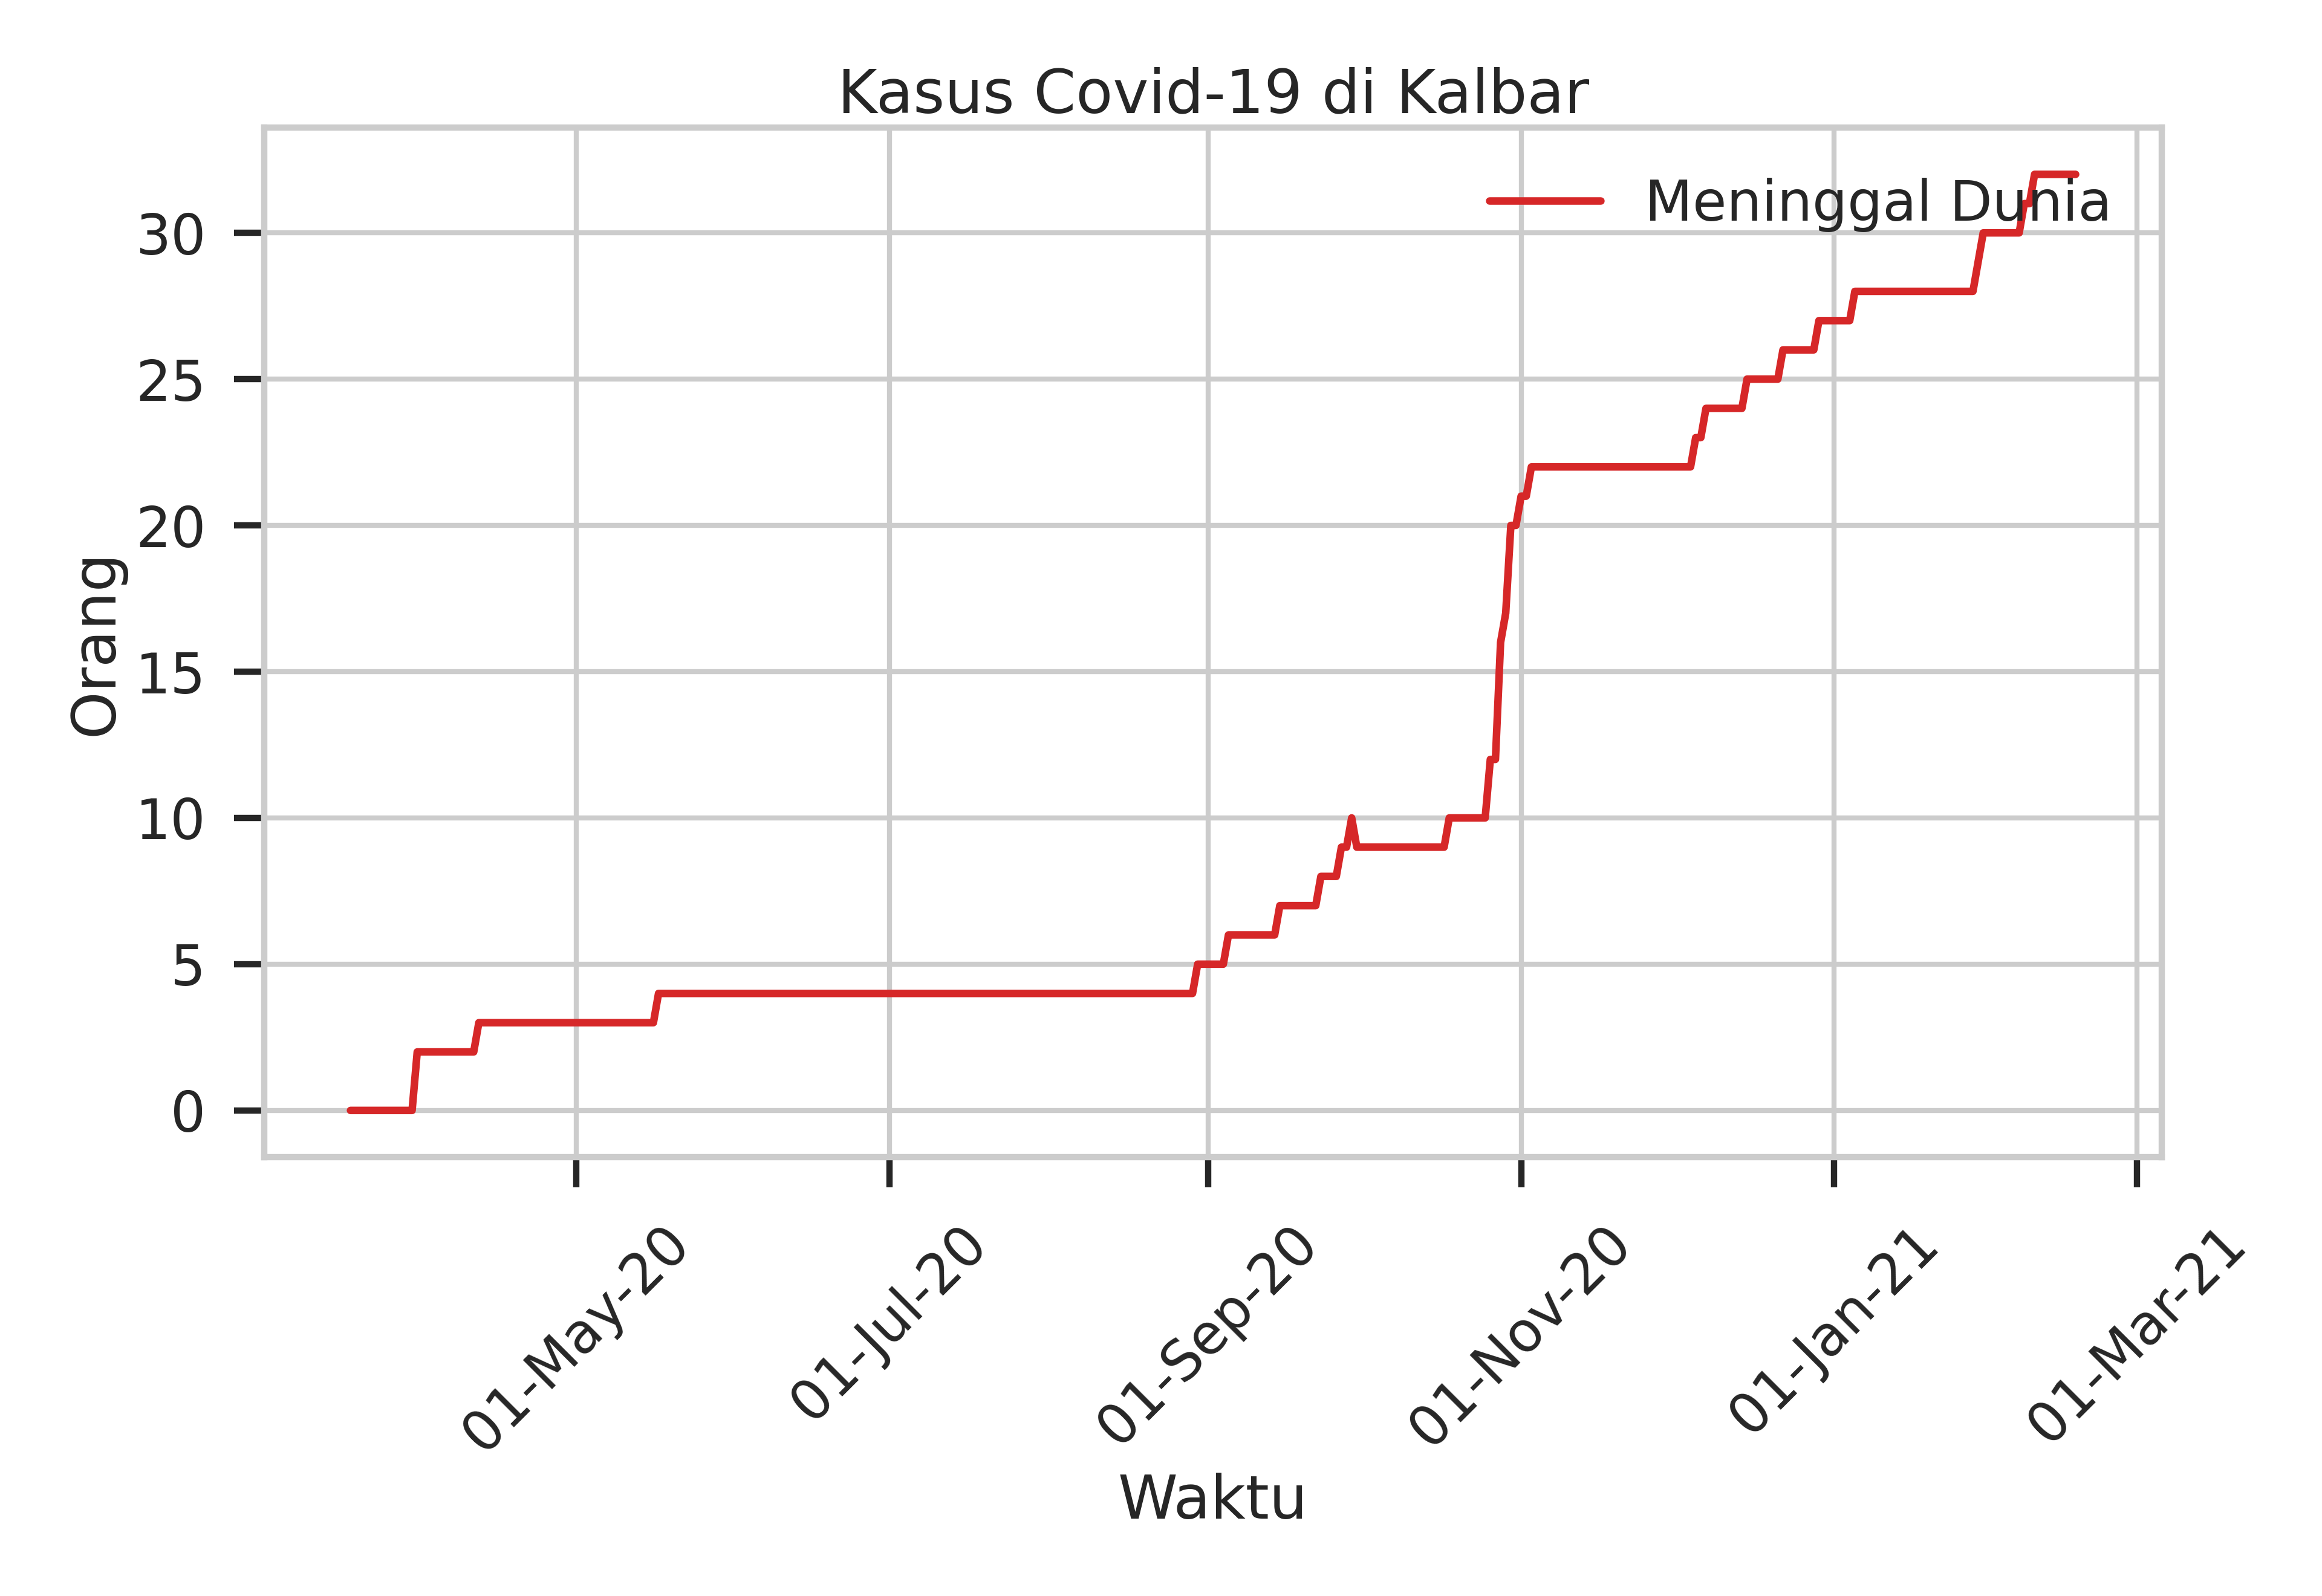 Kasus Covid-19 di Kalbar
Meninggal Dunia
30
25
20
15
10
5
0
Orang
01-May-20
01-Jul-20
01-Sep-20
01-Nov-20
01-Jan-21
01-Mar-21
Waktu